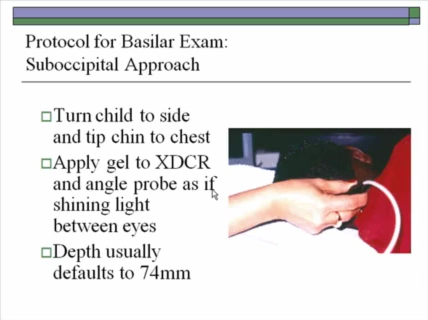 Protocol for Basilar Exam:
Suboccipital Approach
Turn child to side
and tip chin to chest
Apply gel to XDCR
and angle probe as if
shining light
between eyes
Depth usually
defaults to 74mm